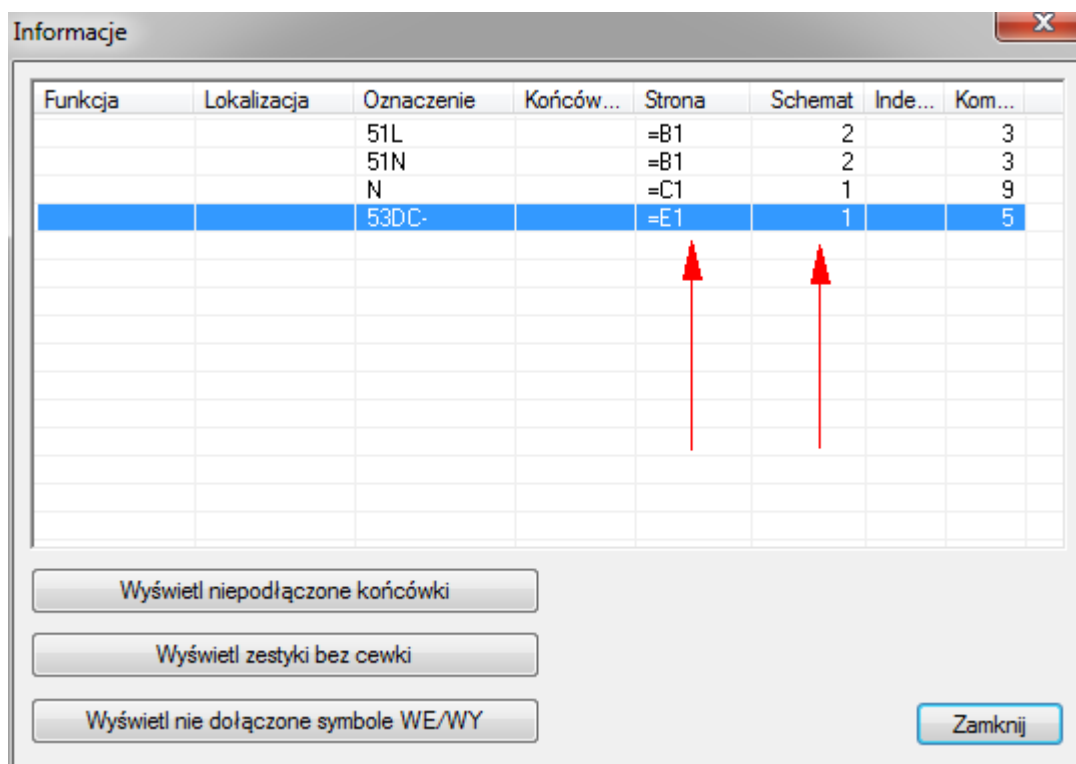 Informacje
Funkcja Lokalizacja Oznaczenie Końców... Strona Schemat Inde... Kom...
51L =B1 2 3
51N =B1 2 3
N =C1 1 9
53DC- =E1 1 5
Wyświetl niepodłączone końcówki
Wyświetl zestyki bez cewki
Wyświetl nie dołączone symbole WE/WY
Zamknij